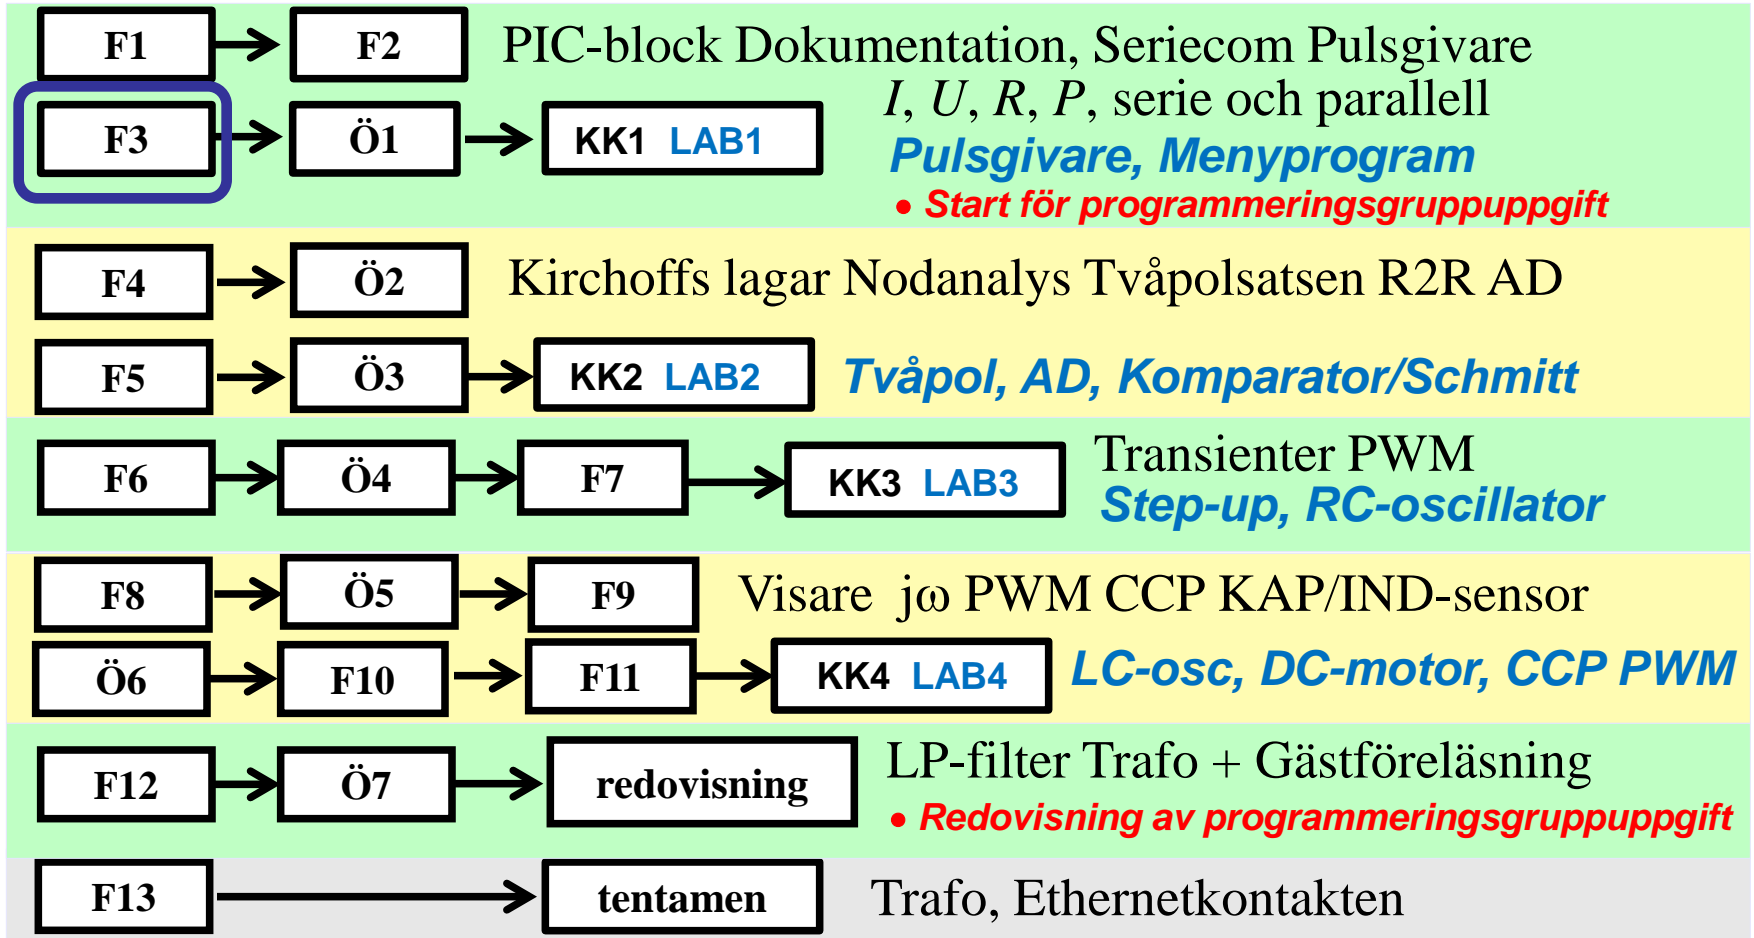 F1 F2 PIC-block Dokumentation, Seriecom Pulsgivare
I, U, R, P, serie och parallell
F3 Ö1 KK1 LAB1 Pulsgivare, Menyprogram
• Start för programmeringsgruppuppgift
F4 Ö2 Kirchoffs lagar Nodanalys Tvåpolsatsen R2R AD
F5 Ö3 KK2 LAB2 Tvåpol, AD, Komparator/Schmitt
F6 Ö4 F7 KK3 LAB3 Transienter PWM
Step-up, RC-oscillator
F8 Ö5 F9 Visare jω PWM CCP KAP/IND-sensor
Ö6 F10 F11 KK4 LAB4 LC-osc, DC-motor, CCP PWM
F12 Ö7 redovisning LP-filter Trafo + Gästföreläsning
• Redovisning av programmeringsgruppuppgift
F13 tentamen Trafo, Ethernetkontakten